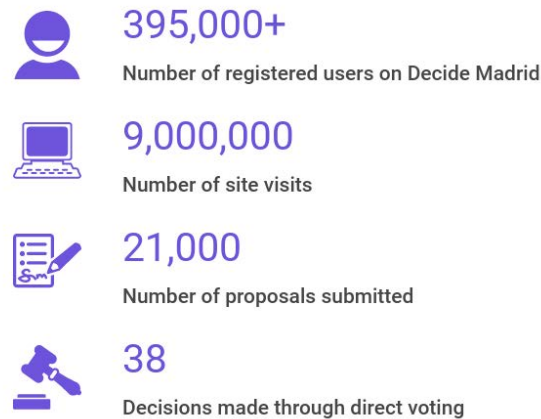 395,000+
Number of registered users on Decide Madrid
9,000,000
Number of site visits
21,000
Number of proposals submitted
38
Decisions made through direct voting